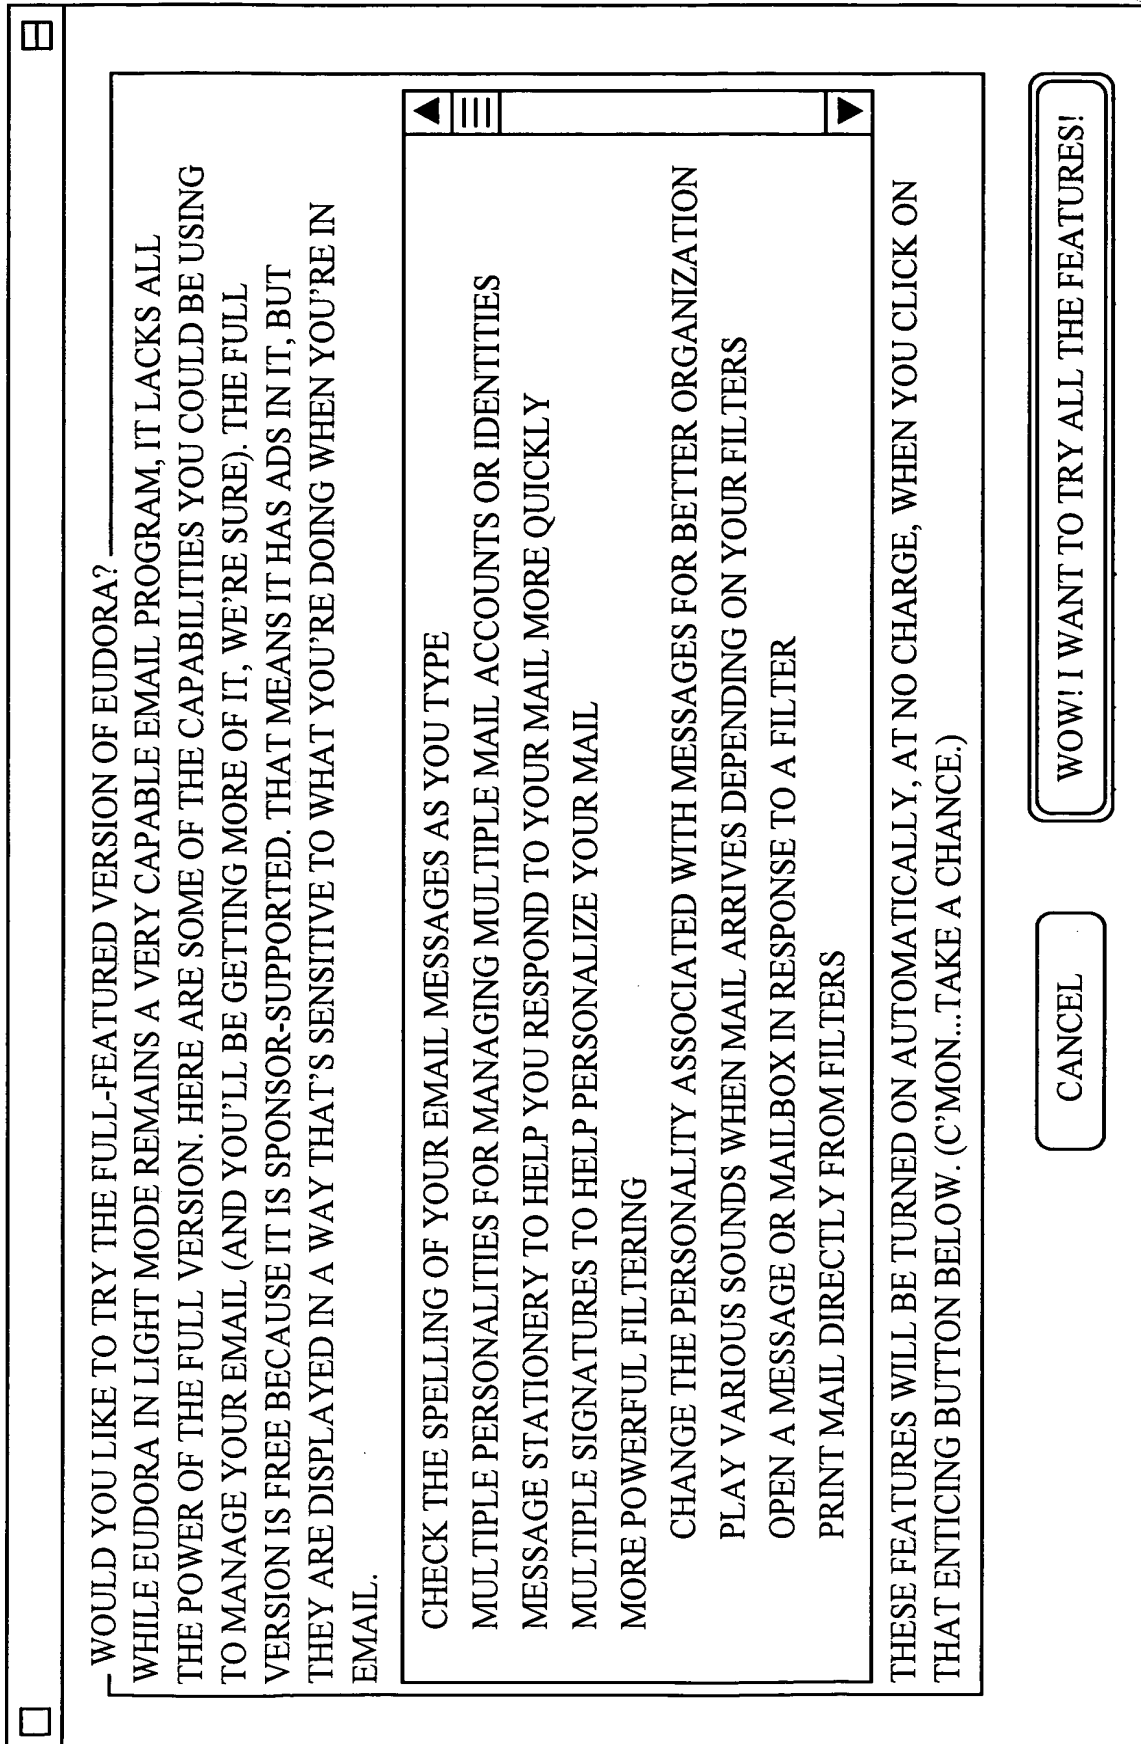 WOULD YOU LIKE TO TRY THE FULL-FEATURED VERSION OF EUDORA?
WHILE EUDORA IN LIGHT MODE REMAINS A VERY CAPABLE EMAIL PROGRAM, IT LACKS ALL
THE POWER OF THE FULL VERSION. HERE ARE SOME OF THE CAPABILITIES YOU COULD BE USING
TO MANAGE YOUR EMAIL (AND YOU'LL BE GETTING MORE OF IT, WE'RE SURE). THE FULL
VERSION IS FREE BECAUSE IT IS SPONSOR-SUPPORTED. THAT MEANS IT HAS ADS IN IT, BUT
THEY ARE DISPLAYED IN A WAY THAT'S SENSITIVE TO WHAT YOU'RE DOING WHEN YOU'RE IN
EMAIL.
CHECK THE SPELLING OF YOUR EMAIL MESSAGES AS YOU TYPE
MULTIPLE PERSONALITIES FOR MANAGING MULTIPLE MAIL ACCOUNTS OR IDENTITIES
MESSAGE STATIONERY TO HELP YOU RESPOND TO YOUR MAIL MORE QUICKLY
MULTIPLE SIGNATURES TO HELP PERSONALIZE YOUR MAIL
MORE POWERFUL FILTERING
CHANGE THE PERSONALITY ASSOCIATED WITH MESSAGES FOR BETTER ORGANIZATION
PLAY VARIOUS SOUNDS WHEN MAIL ARRIVES DEPENDING ON YOUR FILTERS
OPEN A MESSAGE OR MAILBOX IN RESPONSE TO A FILTER
PRINT MAIL DIRECTLY FROM FILTERS
THESE FEATURES WILL BE TURNED ON AUTOMATICALLY, AT NO CHARGE, WHEN YOU CLICK ON
THAT ENTICING BUTTON BELOW. (C'MON...TAKE A CHANCE.)
CANCEL
WOW! I WANT TO TRY ALL THE FEATURES!